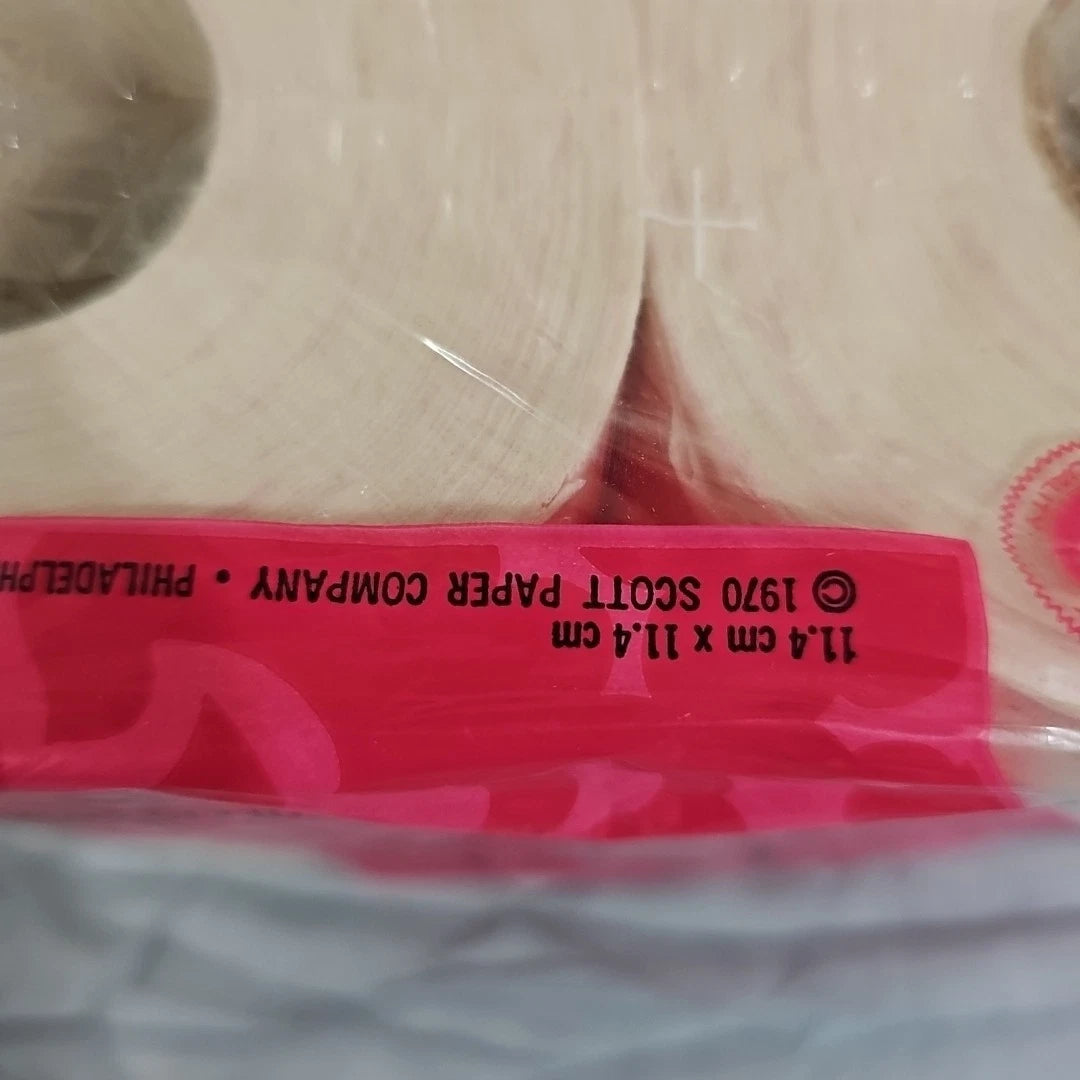 11.4 cm x 11.4 cm
© 1970 SCOTT PAPER COMPANY • PHILADELPH